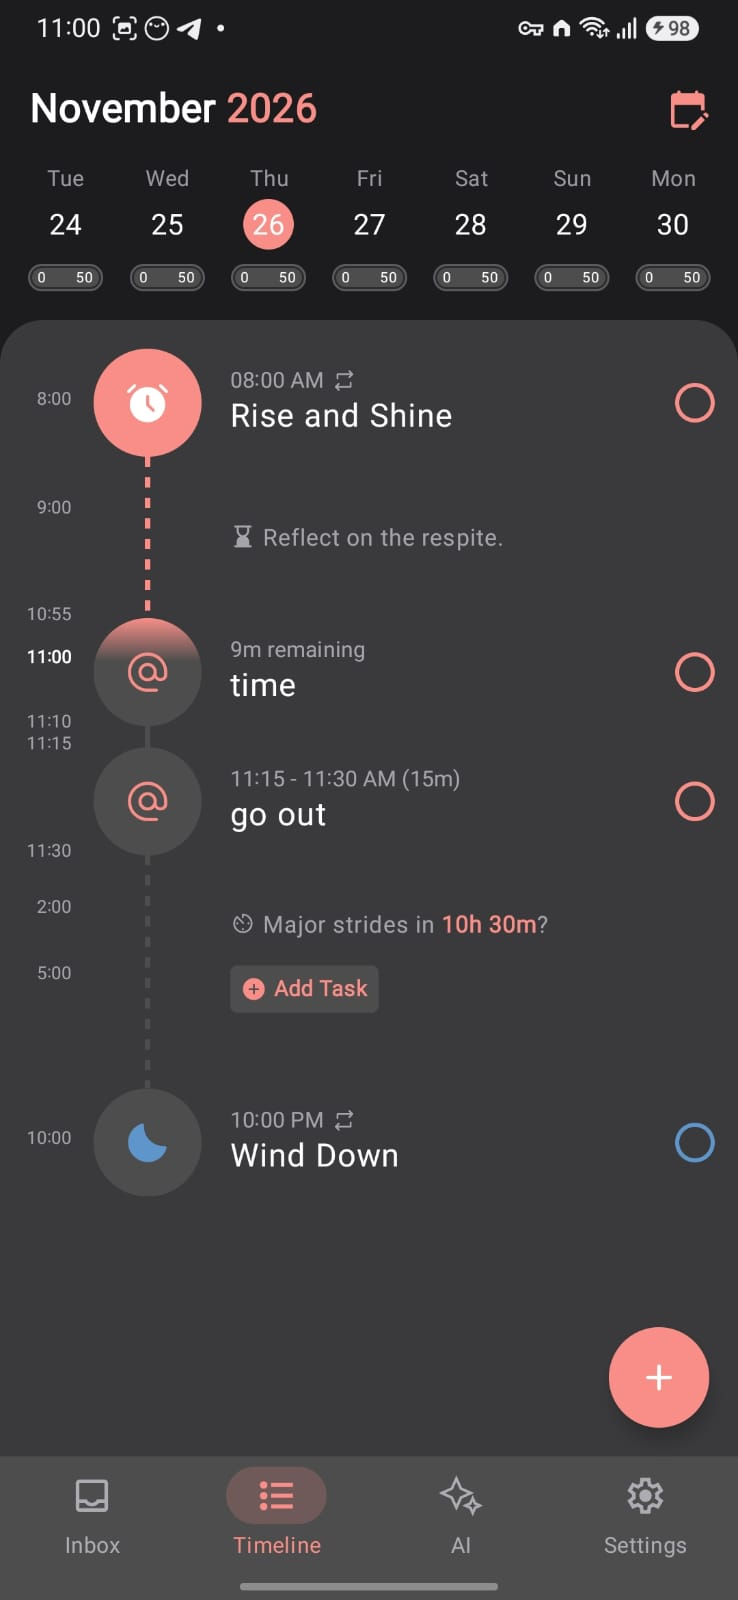 11:00 98
November 2026
Tue Wed Thu Fri Sat Sun Mon
24 25 26 27 28 29 30
0 50 0 50 0 50 0 50 0 50 0 50 0 50
8:00
08:00 AM
Rise and Shine
9:00
Reflect on the respite.
10:55
11:00
9m remaining
time
11:10
11:15
11:15 - 11:30 AM (15m)
go out
11:30
2:00
Major strides in 10h 30m?
5:00
Add Task
10:00
10:00 PM
Wind Down
Inbox Timeline AI Settings